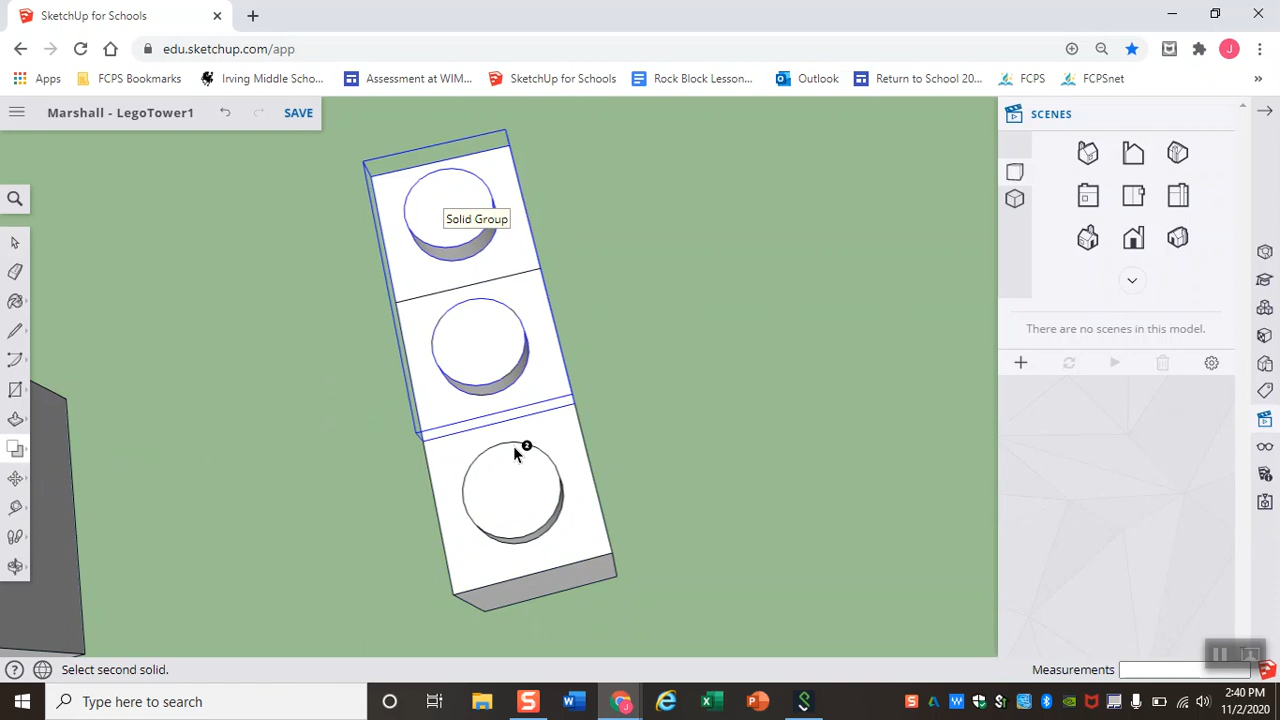 SketchUp for Schools
edu.sketchup.com/app
J
Apps
FCPS Bookmarks
Irving Middle Schoo...
Assessment at WIM...
SketchUp for Schools
Rock Block Lesson...
Outlook
Return to School 20...
FCPS
FCPSnet
»
Marshall - LegoTower1
SAVE
SCENES
Solid Group
There are no scenes in this model.
2
Select second solid.
Measurements
Type here to search
2:40 PM
11/2/2020